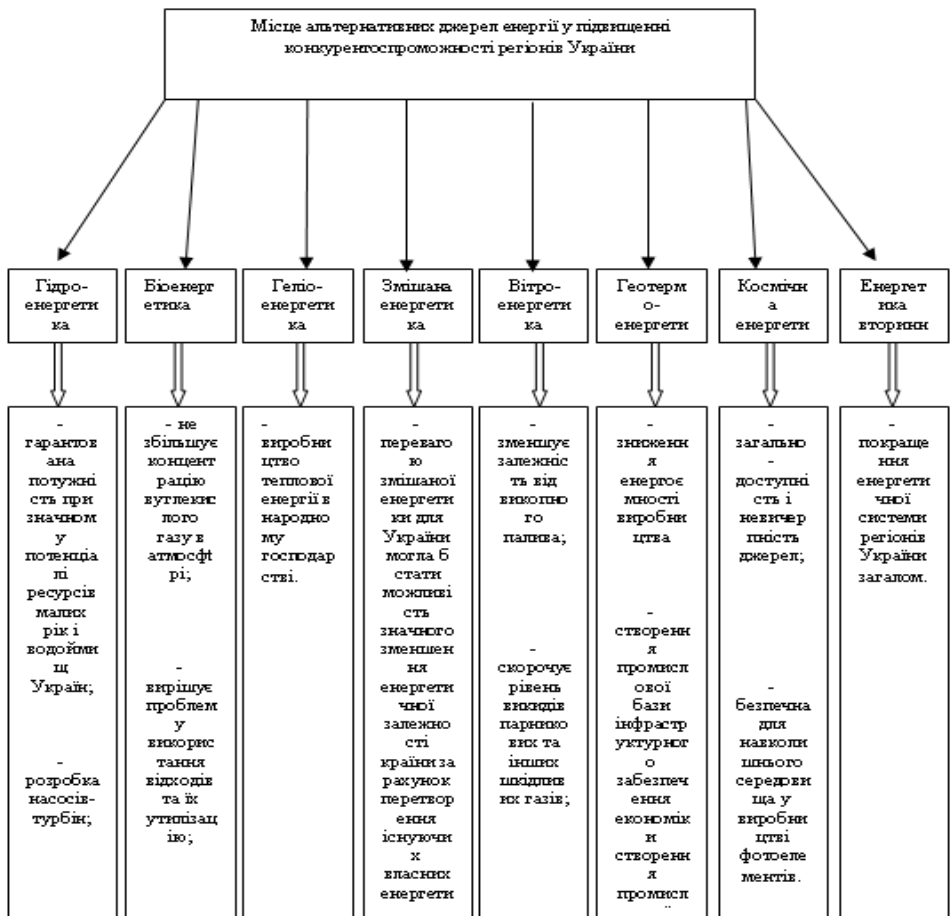 Місце альтернативних джерел енергії у підвищенні
конкурентоспроможності регіонів України
Гідро-
енергети
ка
Біоенерг
етика
Геліо-
енергети
ка
Змішана
енергети
ка
Вітро-
енергети
ка
Геотерм
о-
енергети
Космічн
а
енергети
Енергет
ика
вторинн
-
гарантов
ана
потужні
сть при
значном
у
потенці
алі
ресурсів
малих
рік і
водойми
щ
Україн;
-
розробка
насосів-
турбін;
- не
збільшує
концент
рацію
вуглекис
лого
газу в
атмосфі
рі;
-
вирішує
проблем
у
викорис
тання
відходів
та їх
утилізац
ію;
-
виробни
цтво
теплової
енергії в
народно
му
господар
стві.
-
перевагою
змішаної
енергети
ки для
України
могла б
стати
можливі
сть
значного
зменшен
ня
енергети
чної
залежно
сті
країни за
рахунок
перетвор
ення
існуючи
х
власних
енергети
-
зменшує
залежніс
ть від
викопно
го
палива;
-
скорочує
рівень
викидів
парнико
вих та
інших
шкідлив
их газів;
-
зниженн
я
енергоє
мності
виробни
цтва
-
створенн
я
промисл
ової
бази
інфрастр
уктурног
о
забезпеч
ення
економік
и
створенн
я
промисл
-
загально
-
доступні
сть і
невичер
пність
джерел;
-
безпечна
для
навколи
шнього
середови
ща у
виробни
цтві
фотоеле
ментів.
-
покраще
ння
енергети
чної
системи
регіонів
України
загалом.